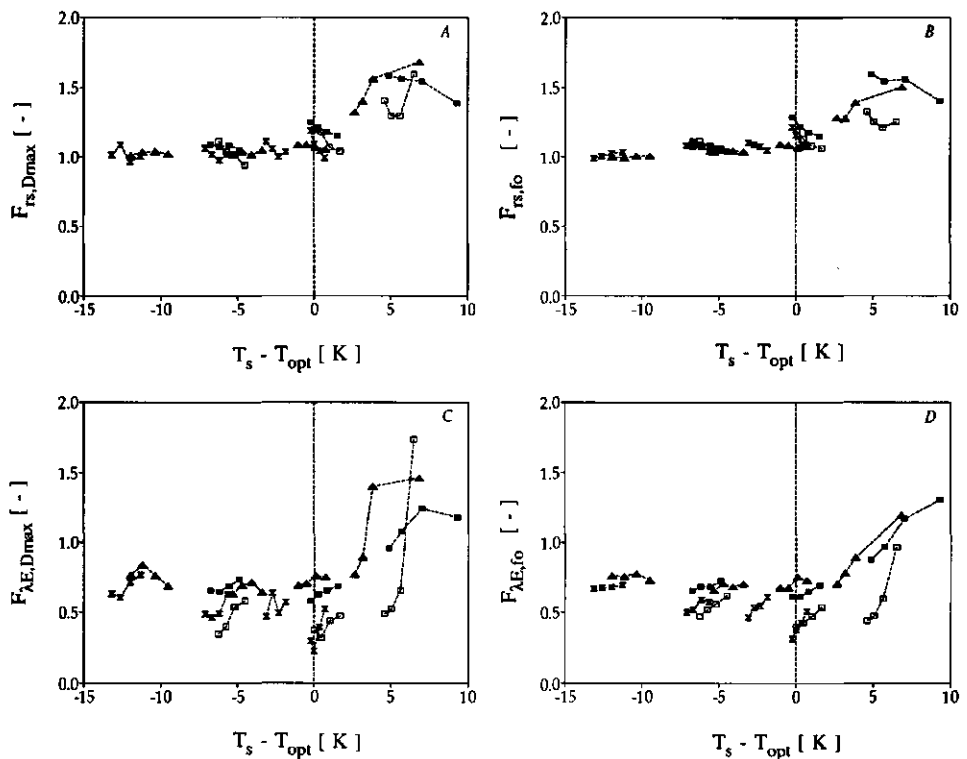 A
2.0
1.5
1.0
0.5
0.0
F_rs,Dmax [ - ]
-15 -10 -5 0 5 10
T_s - T_opt [ K ]
B
2.0
1.5
1.0
0.5
0.0
F_rs,fo [ - ]
-15 -10 -5 0 5 10
T_s - T_opt [ K ]
C
2.0
1.5
1.0
0.5
0.0
F_λE,Dmax [ - ]
-15 -10 -5 0 5 10
T_s - T_opt [ K ]
D
2.0
1.5
1.0
0.5
0.0
F_λE,fo [ - ]
-15 -10 -5 0 5 10
T_s - T_opt [ K ]